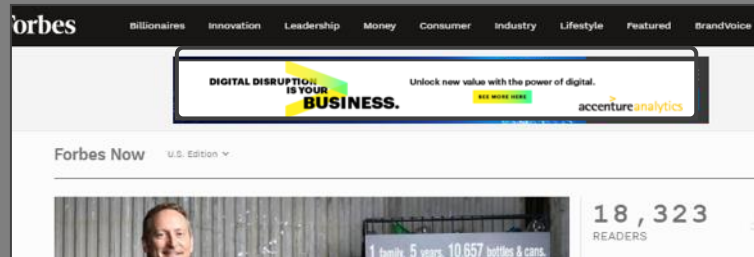 Forbes
Billionaires Innovation Leadership Money Consumer Industry Lifestyle Featured BrandVoice
DIGITAL DISRUPTION
IS YOUR
BUSINESS.
Unlock new value with the power of digital.
SEE MORE HERE
accentureanalytics
Forbes Now U.S. Edition
18,323
READERS
1 family. 5 years. 10,657 bottles & cans.